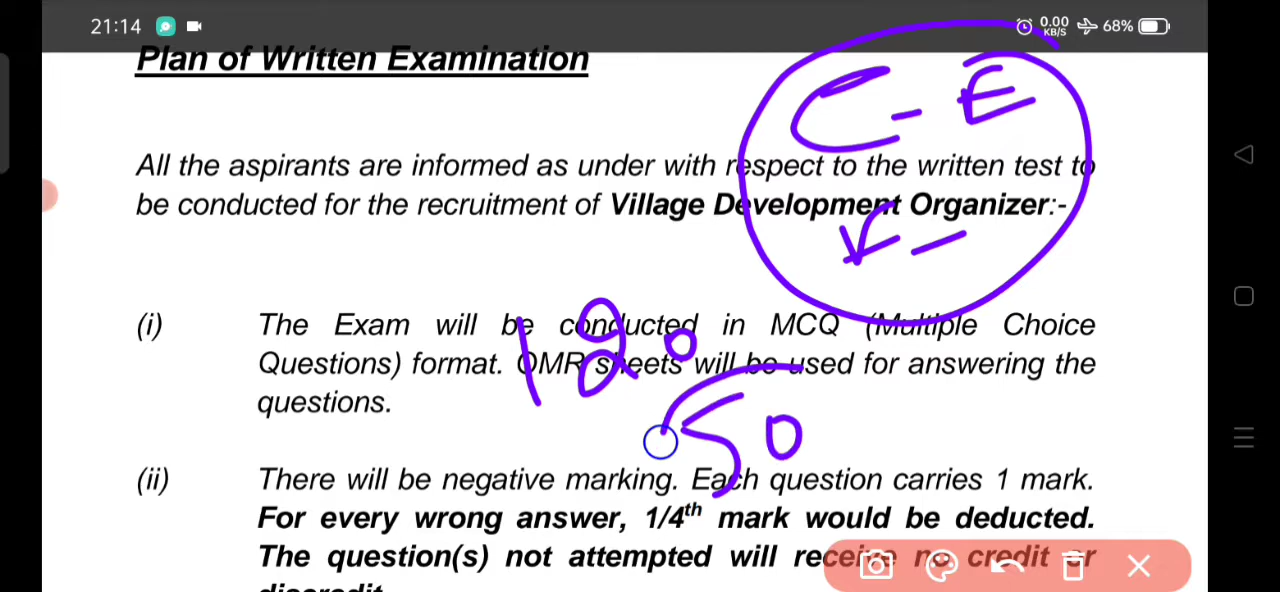 21:14 0.00 KB/S 68%
Plan of Written Examination
C - E
All the aspirants are informed as under with respect to the written test to
be conducted for the recruitment of Village Development Organizer:-
(i) The Exam will be conducted in MCQ (Multiple Choice
Questions) format. OMR sheets will be used for answering the
questions.
120
50
(ii) There will be negative marking. Each question carries 1 mark.
For every wrong answer, 1/4th mark would be deducted.
The question(s) not attempted will receive no credit or
discredit